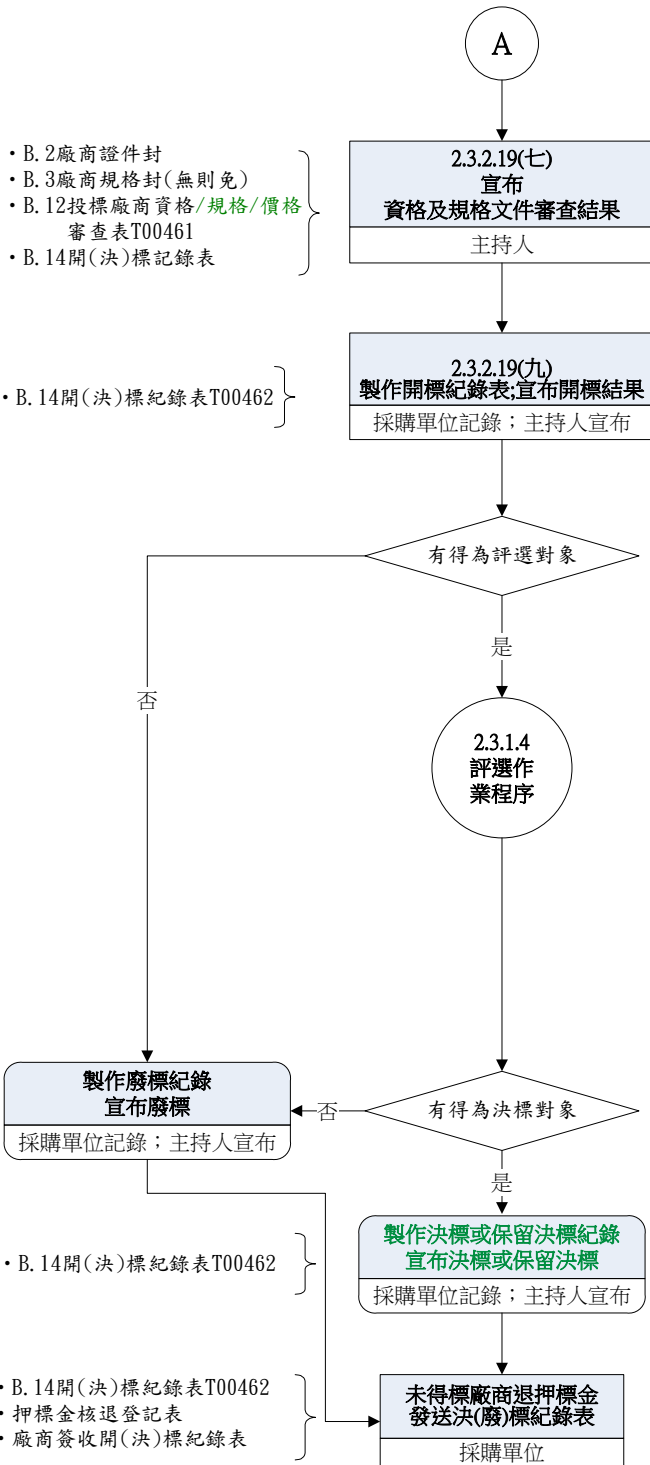 A
・B.2廠商證件封
・B.3廠商規格封(無則免)
・B.12投標廠商資格/規格/價格
審查表T00461
・B.14開(決)標記錄表
2.3.2.19(七)
宣布
資格及規格文件審查結果
主持人
・B.14開(決)標紀錄表T00462
2.3.2.19(九)
製作開標紀錄表;宣布開標結果
採購單位記錄；主持人宣布
有得為評選對象
是
否
2.3.1.4
評選作
業程序
製作廢標紀錄
宣布廢標
採購單位記錄；主持人宣布
否
有得為決標對象
是
・B.14開(決)標紀錄表T00462
製作決標或保留決標紀錄
宣布決標或保留決標
採購單位記錄；主持人宣布
・B.14開(決)標紀錄表T00462
・押標金核退登記表
・廠商簽收開(決)標紀錄表
未得標廠商退押標金
發送決(廢)標紀錄表
採購單位